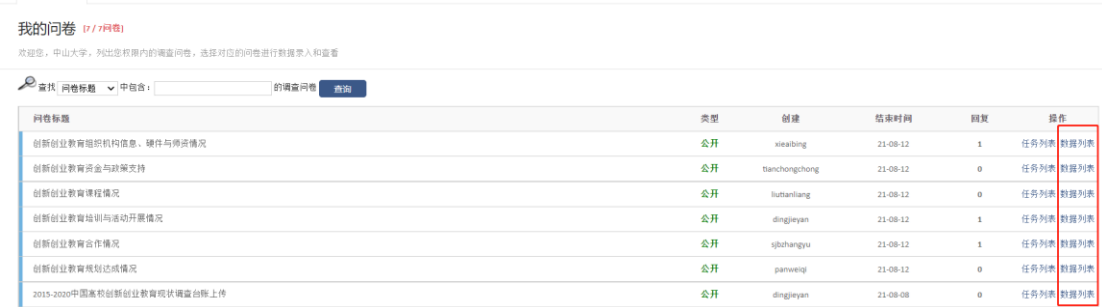 我的问卷 [7 / 7问卷]
欢迎您，中山大学，列出您权限内的调查问卷，选择对应的问卷进行数据录入和查看
查找 问卷标题 中包含： 的调查问卷 查询
问卷标题 类型 创建 结束时间 回复 操作
创新创业教育组织机构信息、硬件与师资情况 公开 xieaibing 21-08-12 1 任务列表 数据列表
创新创业教育资金与政策支持 公开 tianchongchong 21-08-12 0 任务列表 数据列表
创新创业教育课程情况 公开 liutianliang 21-08-12 0 任务列表 数据列表
创新创业教育培训与活动开展情况 公开 dingjieyan 21-08-12 1 任务列表 数据列表
创新创业教育合作情况 公开 sjbzhangyu 21-08-12 1 任务列表 数据列表
创新创业教育规划达成情况 公开 panweiqi 21-08-12 0 任务列表 数据列表
2015-2020中国高校创新创业教育现状调查台账上传 公开 dingjieyan 21-08-08 0 任务列表 数据列表